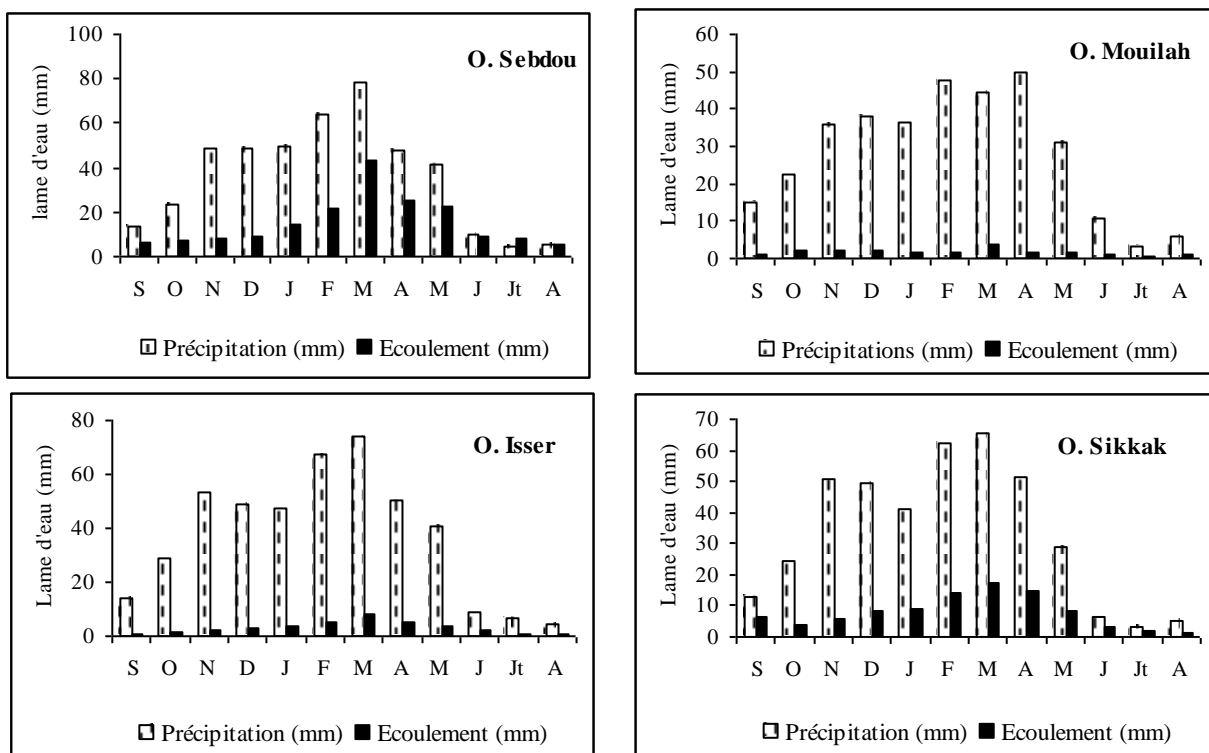 O. Sebdou
lame d'eau (mm)
100
80
60
40
20
0
S O N D J F M A M J Jt A
Précipitation (mm) Ecoulement (mm)
O. Mouilah
Lame d'eau (mm)
60
50
40
30
20
10
0
S O N D J F M A M J Jt A
Précipitations (mm) Ecoulement (mm)
O. Isser
Lame d'eau (mm)
80
60
40
20
0
S O N D J F M A M J Jt A
Précipitation (mm) Ecoulement (mm)
O. Sikkak
Lame d'eau (mm)
70
60
50
40
30
20
10
0
S O N D J F M A M J Jt A
Précipitation (mm) Ecoulement (mm)